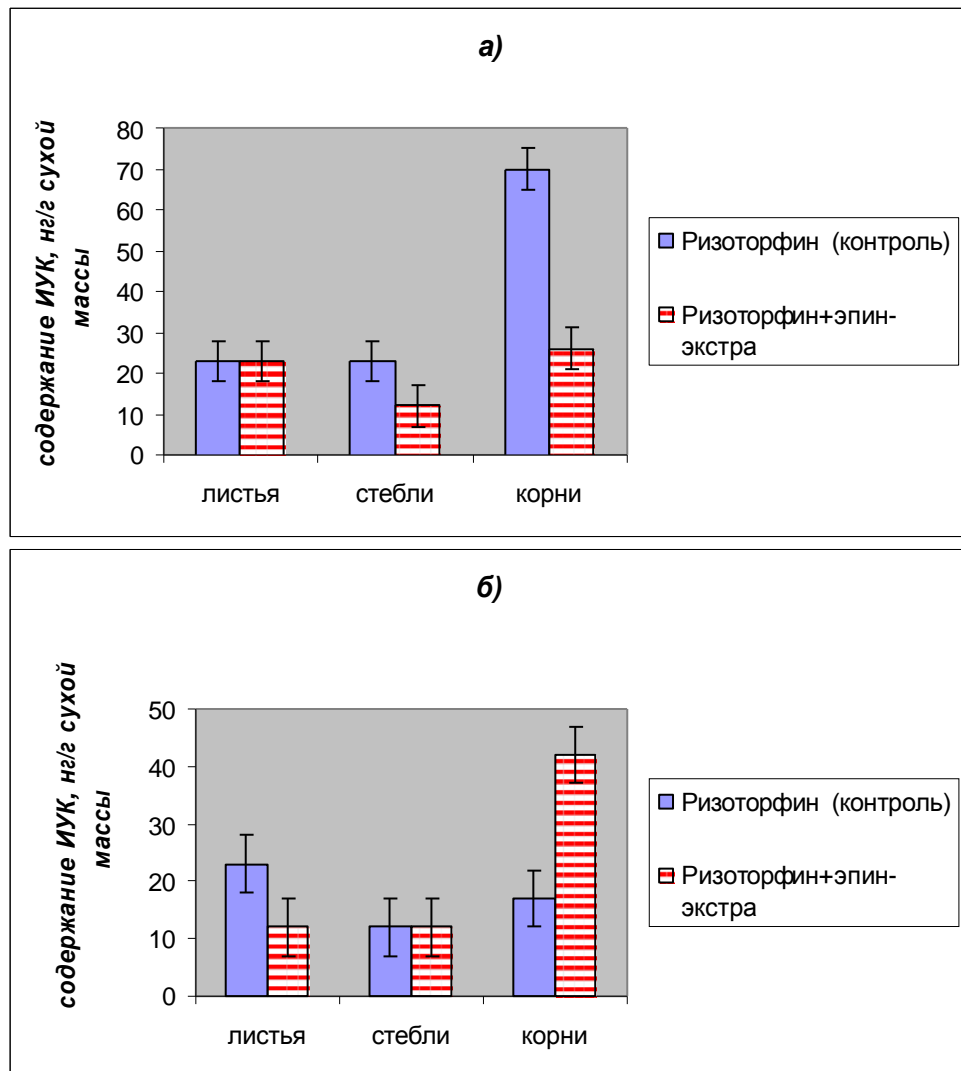 а)
содержание ИУК, нг/г сухой
массы
80
70
60
50
40
30
20
10
0
листья стебли корни
Ризоторфин (контроль)
Ризоторфин+эпин-
экстра
б)
содержание ИУК, нг/г сухой
массы
50
40
30
20
10
0
листья стебли корни
Ризоторфин (контроль)
Ризоторфин+эпин-
экстра